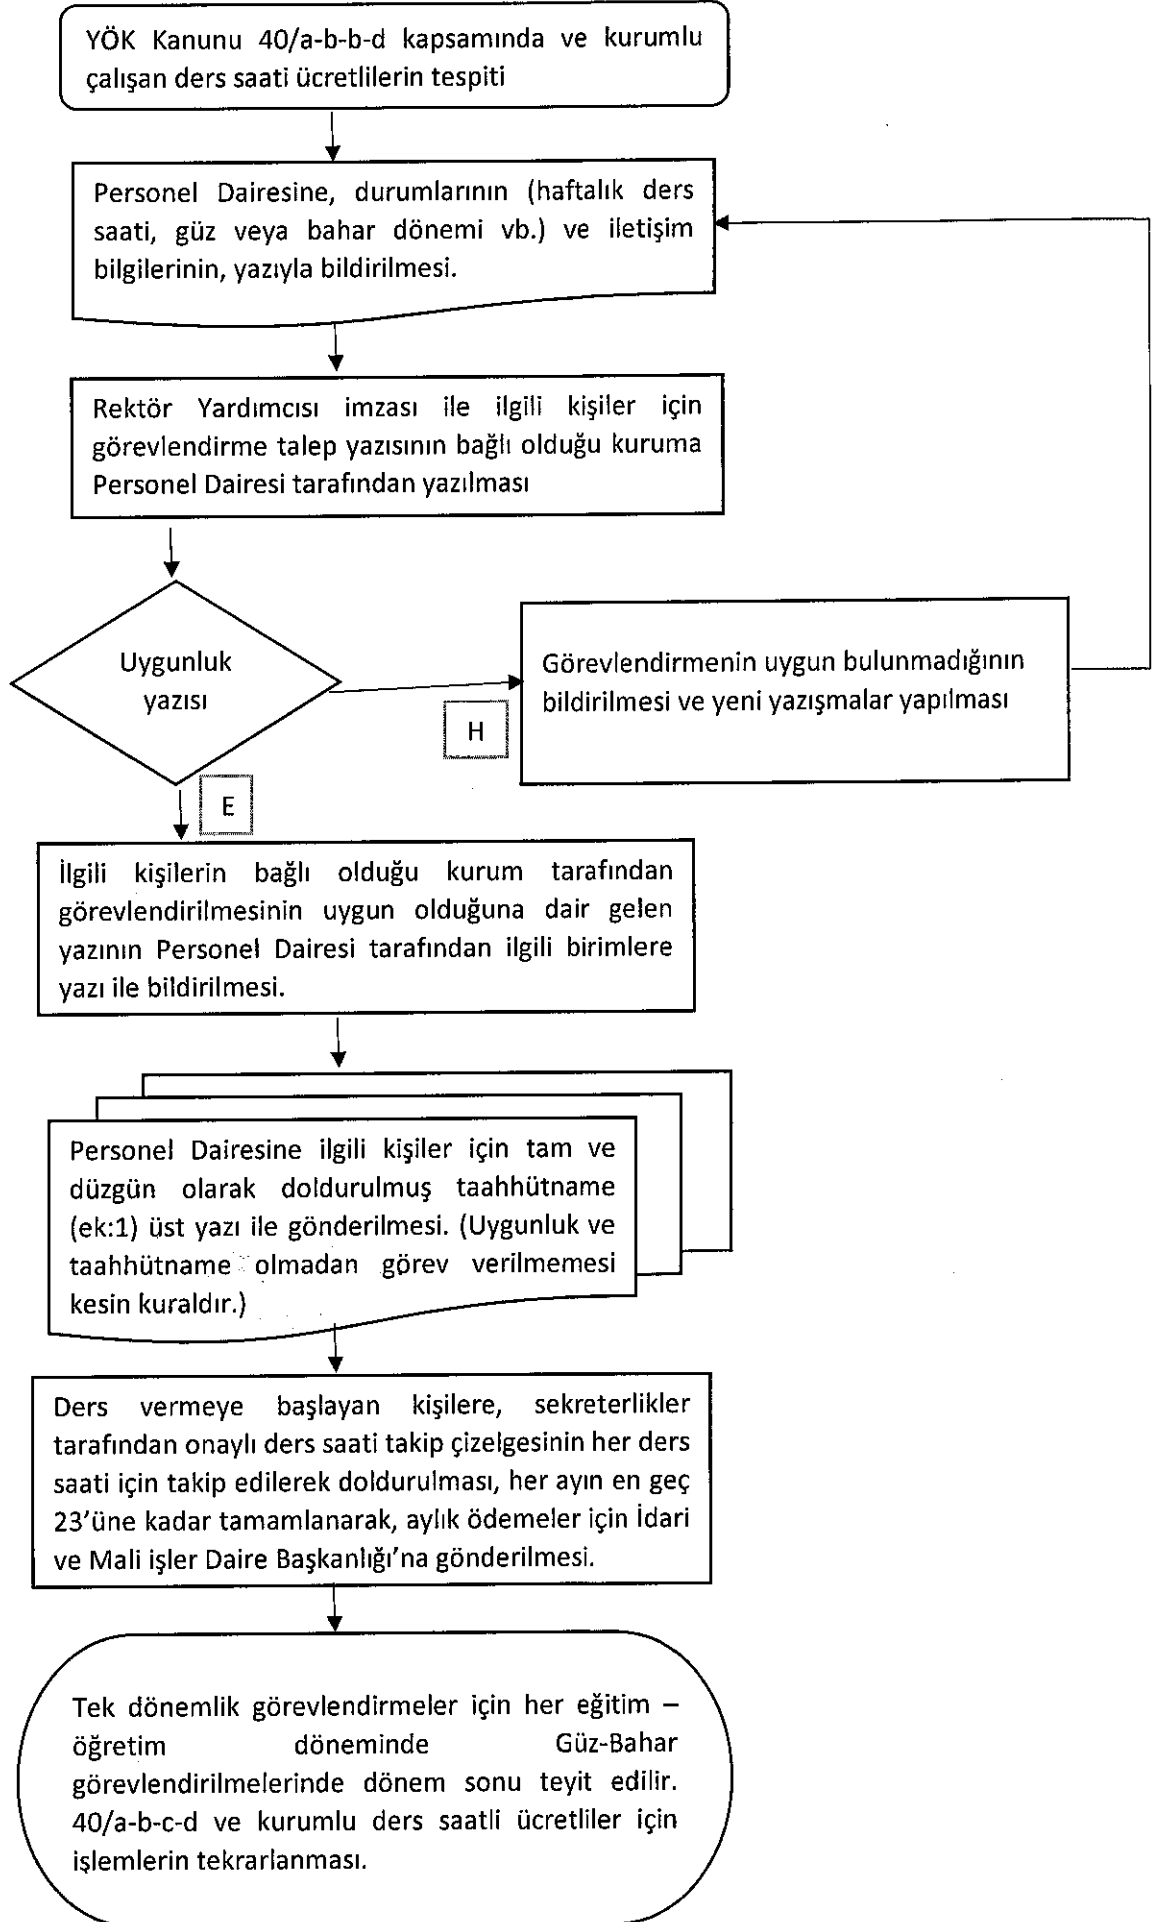 YÖK Kanunu 40/a-b-b-d kapsamında ve kurumlu
çalışan ders saati ücretlilerin tespiti
Personel Dairesine, durumlarının (haftalık ders
saati, güz veya bahar dönemi vb.) ve iletişim
bilgilerinin, yazıyla bildirilmesi.
Rektör Yardımcısı imzası ile ilgili kişiler için
görevlendirme talep yazısının bağlı olduğu kuruma
Personel Dairesi tarafından yazılması
Uygunluk
yazısı
H
Görevlendirmenin uygun bulunmadığının
bildirilmesi ve yeni yazışmalar yapılması
E
İlgili kişilerin bağlı olduğu kurum tarafından
görevlendirilmesinin uygun olduğuna dair gelen
yazının Personel Dairesi tarafından ilgili birimlere
yazı ile bildirilmesi.
Personel Dairesine ilgili kişiler için tam ve
düzgün olarak doldurulmuş taahhütname
(ek:1) üst yazı ile gönderilmesi. (Uygunluk ve
taahhütname olmadan görev verilmemesi
kesin kuraldır.)
Ders vermeye başlayan kişilere, sekreterlikler
tarafından onaylı ders saati takip çizelgesinin her ders
saati için takip edilerek doldurulması, her ayın en geç
23'üne kadar tamamlanarak, aylık ödemeler için İdari
ve Mali işler Daire Başkanlığı'na gönderilmesi.
Tek dönemlik görevlendirmeler için her eğitim –
öğretim döneminde Güz-Bahar
görevlendirilmelerinde dönem sonu teyit edilir.
40/a-b-c-d ve kurumlu ders saatli ücretliler için
işlemlerin tekrarlanması.